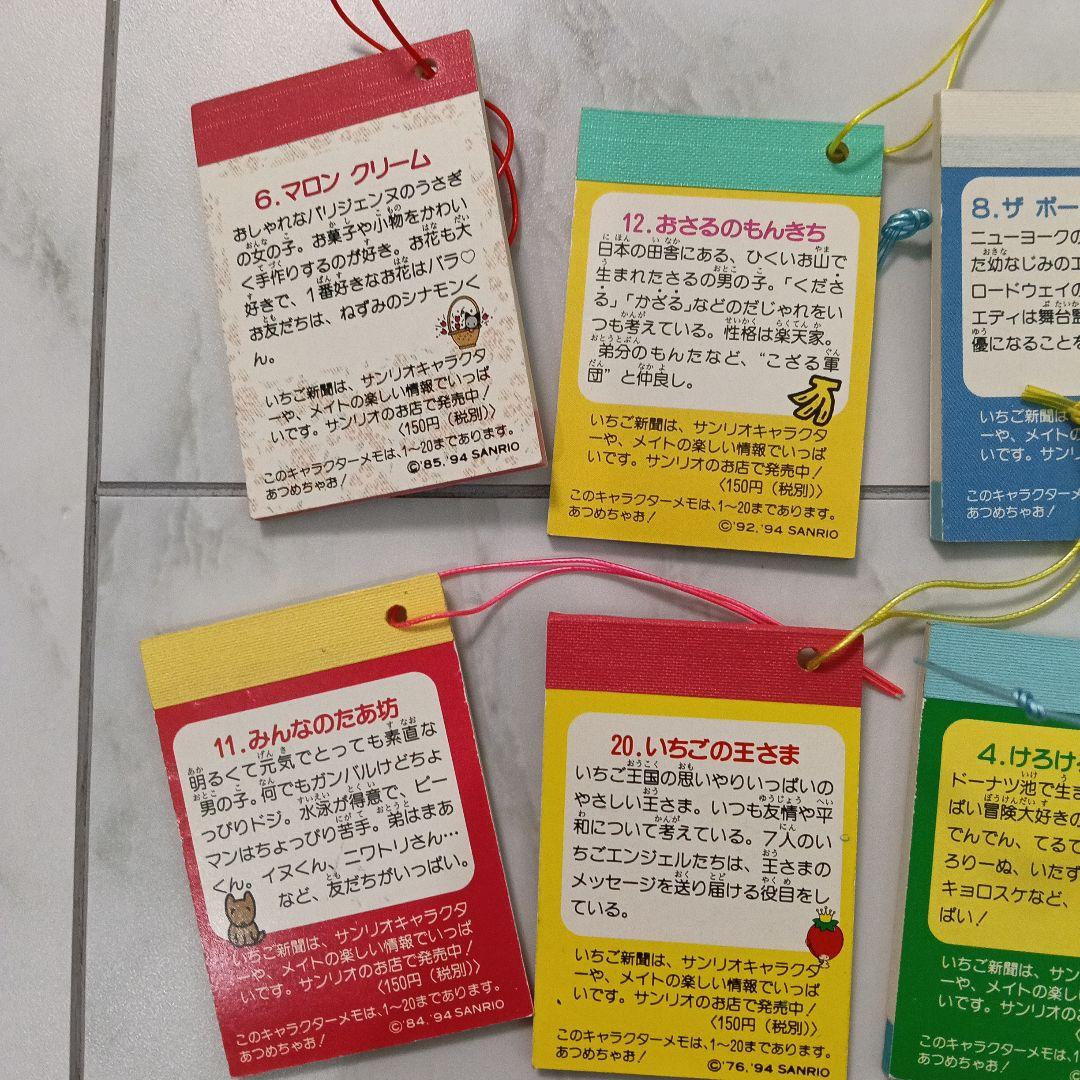 6.マロン クリーム
おしゃれなパリジェンヌのうさぎ
の女の子。お菓子や小物をかわい
く手作りするのが好き。お花も大
好きで、1番好きなお花はバラ♡
お友だちは、ねずみのシナモンく
ん。
いちご新聞は、サンリオキャラクタ
ーや、メイトの楽しい情報でいっぱ
いです。サンリオのお店で発売中!
〈150円(税別)〉
このキャラクターメモは、1〜20まであります。
あつめちゃお!
©'85,'94 SANRIO
12.おさるのもんきち
日本の田舎にある、ひくいお山で
生まれたさるの男の子。「くださ
る」「かざる」などのだじゃれをい
つも考えている。性格は楽天家。
弟分のもんたなど、“こざる軍
団”と仲良し。
いちご新聞は、サンリオキャラクタ
ーや、メイトの楽しい情報でいっぱ
いです。サンリオのお店で発売中!
〈150円(税別)〉
このキャラクターメモは、1〜20まであります。
あつめちゃお!
©'92,'94 SANRIO
8.ザ ボー
ニューヨークの
た幼なじみのエ
ロードウェイの
エディは舞台監
優になることを
いちご新聞は
ーや、メイトの楽し
いです。サンリ
このキャラクターメモ
あつめちゃお!
11.みんなのたあ坊
明るくて元気でとっても素直な
男の子。何でもガンバルけどちょ
っぴりドジ。水泳が得意で、ピー
マンはちょっぴり苦手。弟はまあ
くん。イヌくん、ニワトリさん…
など、友だちがいっぱい。
いちご新聞は、サンリオキャラクタ
ーや、メイトの楽しい情報でいっぱ
いです。サンリオのお店で発売中!
〈150円(税別)〉
このキャラクターメモは、1〜20まであります。
あつめちゃお!
©'84,'94 SANRIO
20.いちごの王さま
いちご王国の思いやりいっぱいの
やさしい王さま。いつも友情や平
和について考えている。7人のい
ちごエンジェルたちは、王さまの
メッセージを送り届ける役目をし
ている。
いちご新聞は、サンリオキャラクタ
ーや、メイトの楽しい情報でいっぱ
いです。サンリオのお店で発売中!
〈150円(税別)〉
このキャラクターメモは、1〜20まであります。
あつめちゃお!
©'76,'94 SANRIO
4.けろけ
ドーナツ池で生
ぱい冒険大好きの
でんでん、てるて
ろりーぬ、いたず
キョロスケなど、
ぱい!
いちご新聞は、サン
ーや、メイトの楽し
いです。サンリオの
このキャラクターメモは、1
あつめちゃお!